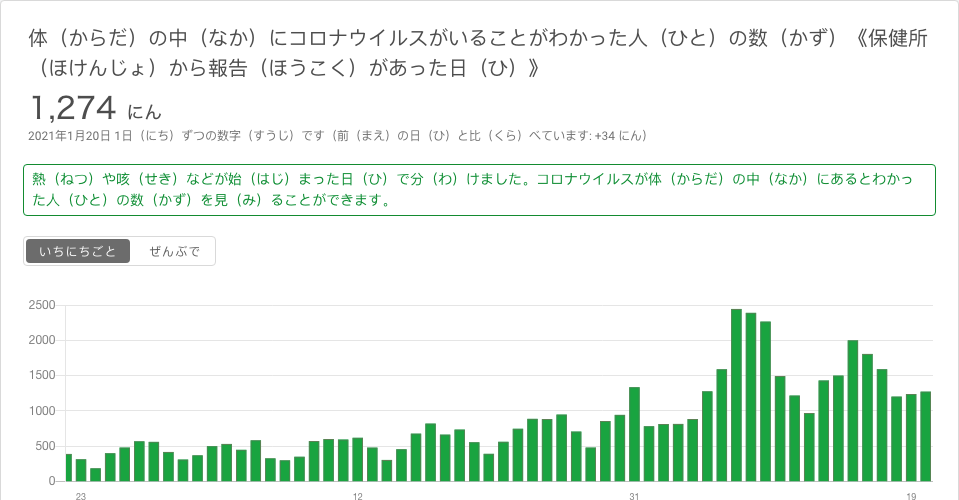 体（からだ）の中（なか）にコロナウイルスがいることがわかった人（ひと）の数（かず）《保健所
（ほけんじょ）から報告（ほうこく）があった日（ひ）》
1,274 にん
2021年1月20日 1日（にち）ずつの数字（すうじ）です（前（まえ）の日（ひ）と比（くら）べています: +34 にん）
熱（ねつ）や咳（せき）などが始（はじ）まった日（ひ）で分（わ）けました。コロナウイルスが体（からだ）の中（なか）にあるとわかっ
た人（ひと）の数（かず）を見（み）ることができます。
いちにちごと ぜんぶで
2500
2000
1500
1000
500
0
23 12 31 19